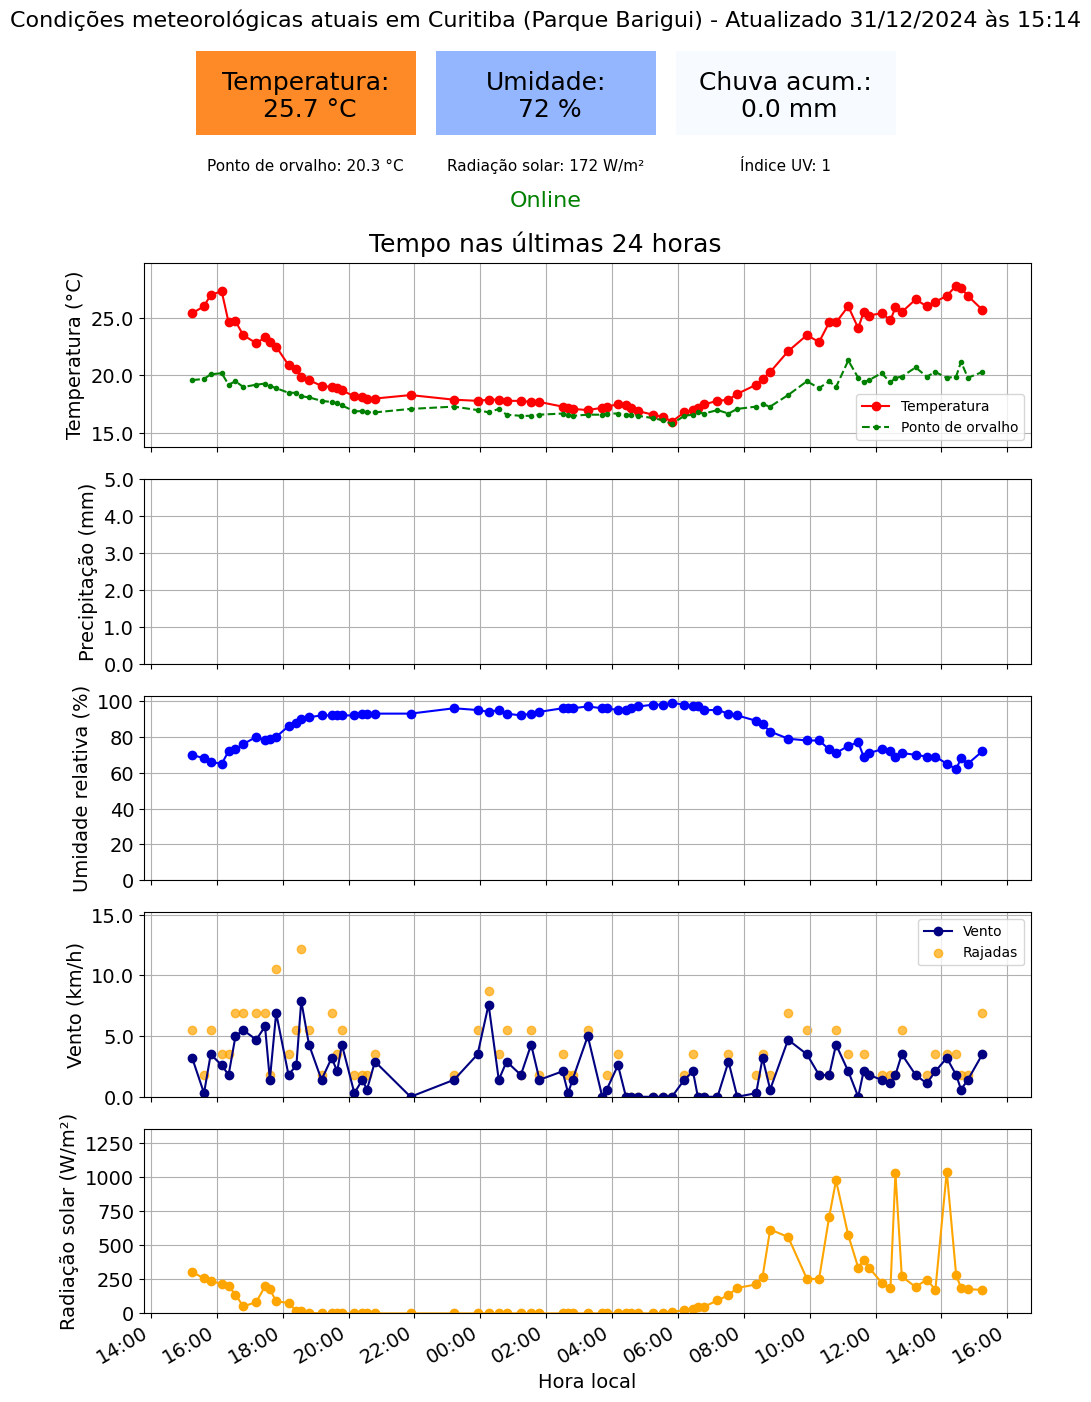 Condições meteorológicas atuais em Curitiba (Parque Barigui) - Atualizado 31/12/2024 às 15:14
Temperatura:
25.7 °C
Umidade:
72 %
Chuva acum.:
0.0 mm
Ponto de orvalho: 20.3 °C
Radiação solar: 172 W/m²
Índice UV: 1
Online
Tempo nas últimas 24 horas
Temperatura (°C)
25.0
20.0
15.0
Temperatura
Ponto de orvalho
Precipitação (mm)
5.0
4.0
3.0
2.0
1.0
0.0
Umidade relativa (%)
100
80
60
40
20
0
Vento (km/h)
15.0
10.0
5.0
0.0
Vento
Rajadas
Radiação solar (W/m²)
1250
1000
750
500
250
0
14:00 16:00 18:00 20:00 22:00 00:00 02:00 04:00 06:00 08:00 10:00 12:00 14:00 16:00
Hora local